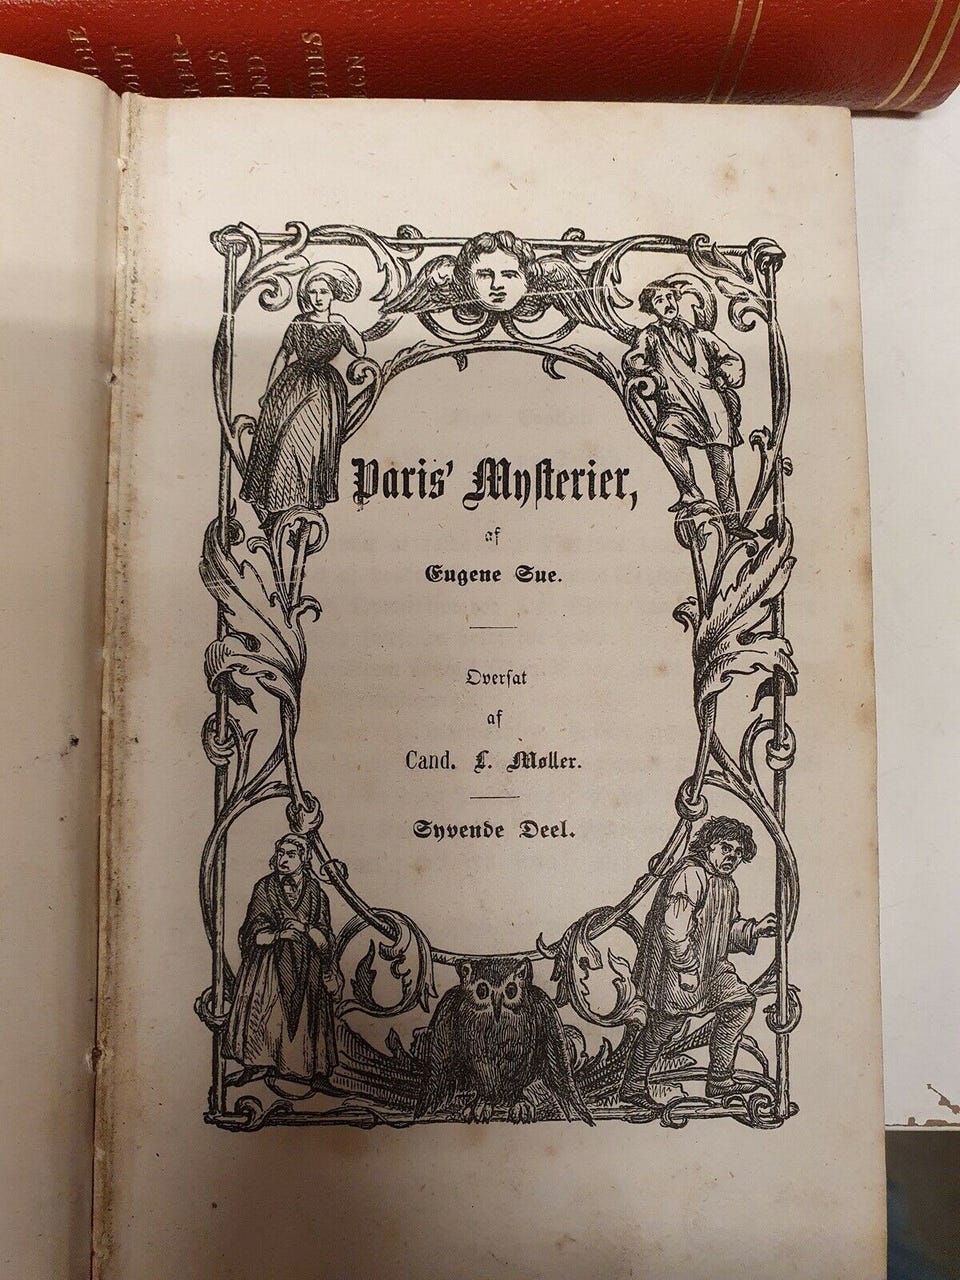 Paris' Mysterier,
af
Eugene Sue.
Oversat
af
Cand. L. Møller.
Syvende Deel.